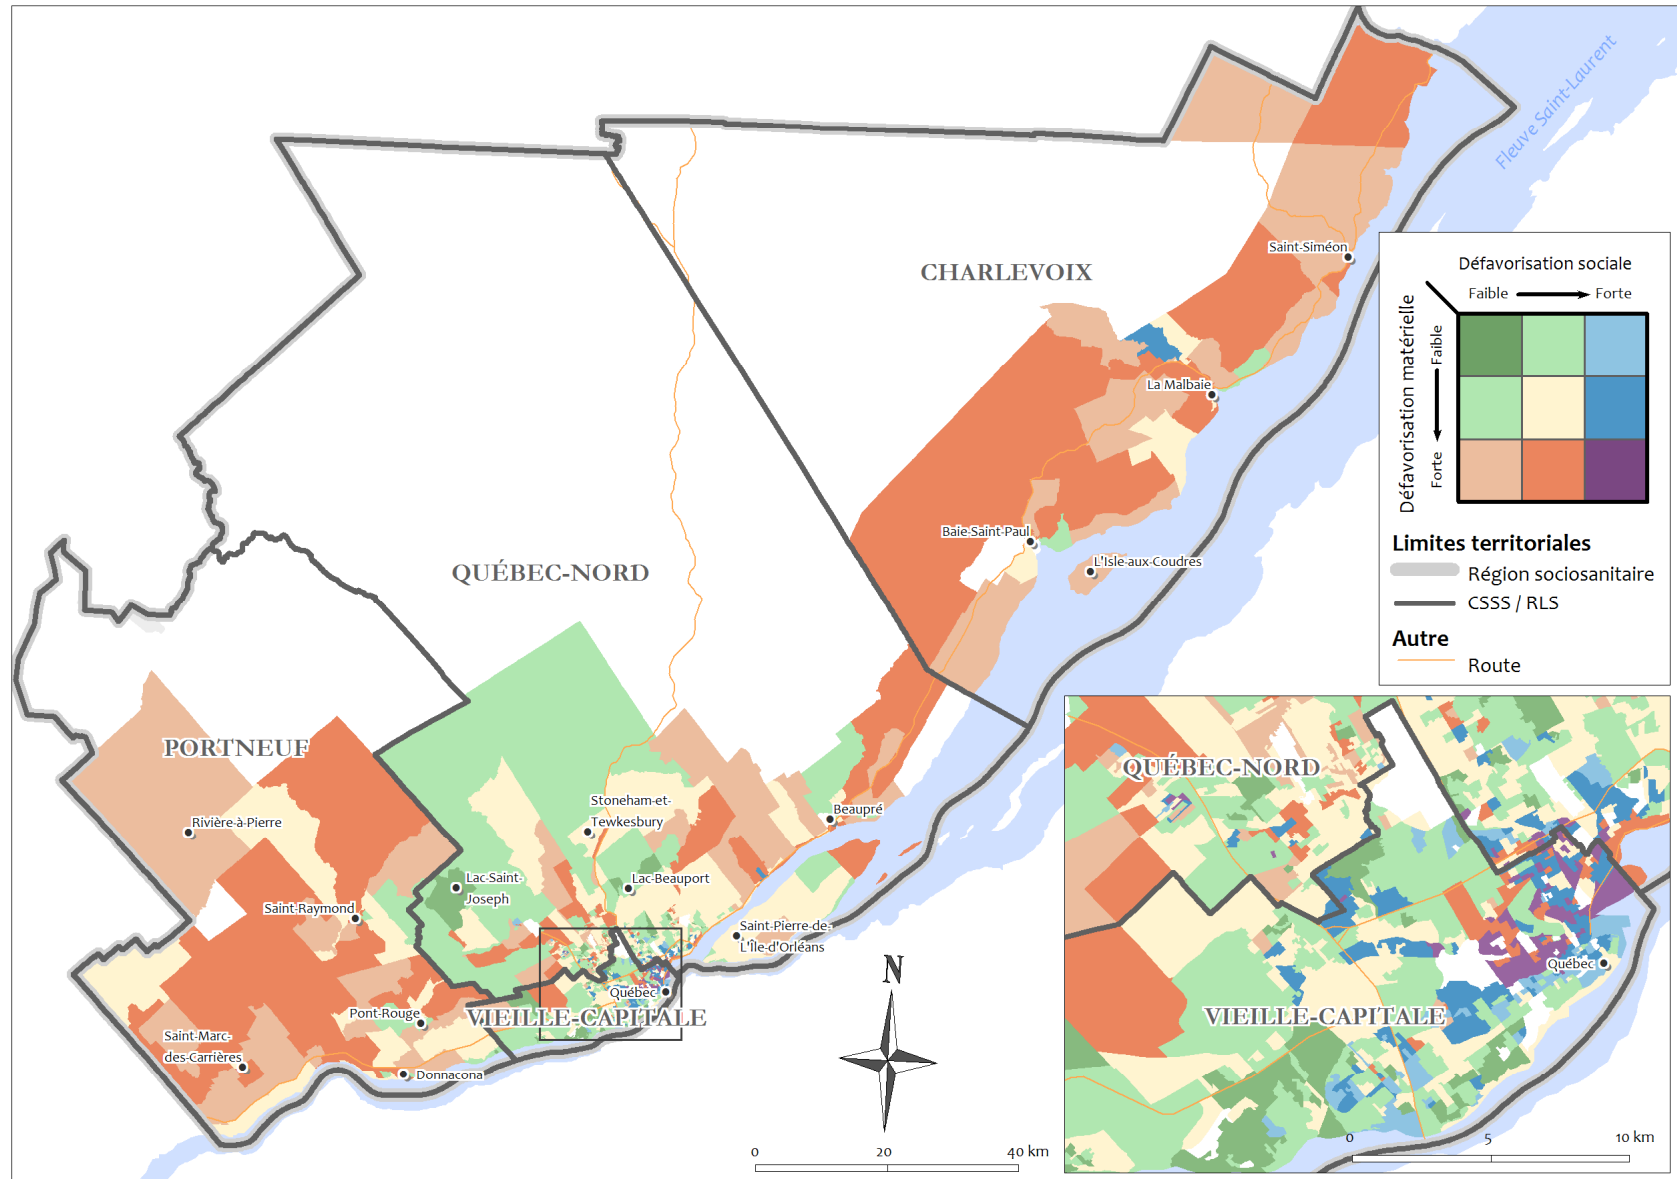 Fleuve Saint-Laurent
CHARLEVOIX
Saint-Siméon
La Malbaie
Baie-Saint-Paul
L'Isle-aux-Coudres
QUÉBEC-NORD
PORTNEUF
Rivière-à-Pierre
Stoneham-et-
Tewkesbury
Beaupré
Lac-Saint-
Joseph
Lac-Beauport
Saint-Raymond
Saint-Pierre-de-
L'Île-d'Orléans
Québec
Pont-Rouge
VIEILLE-CAPITALE
Saint-Marc-
des-Carrières
Donnacona
N
0 20 40 km
Défavorisation sociale
Faible Forte
Défavorisation matérielle
Faible
Forte
Limites territoriales
Région sociosanitaire
CSSS / RLS
Autre
Route
QUÉBEC-NORD
Québec
VIEILLE-CAPITALE
0 5 10 km